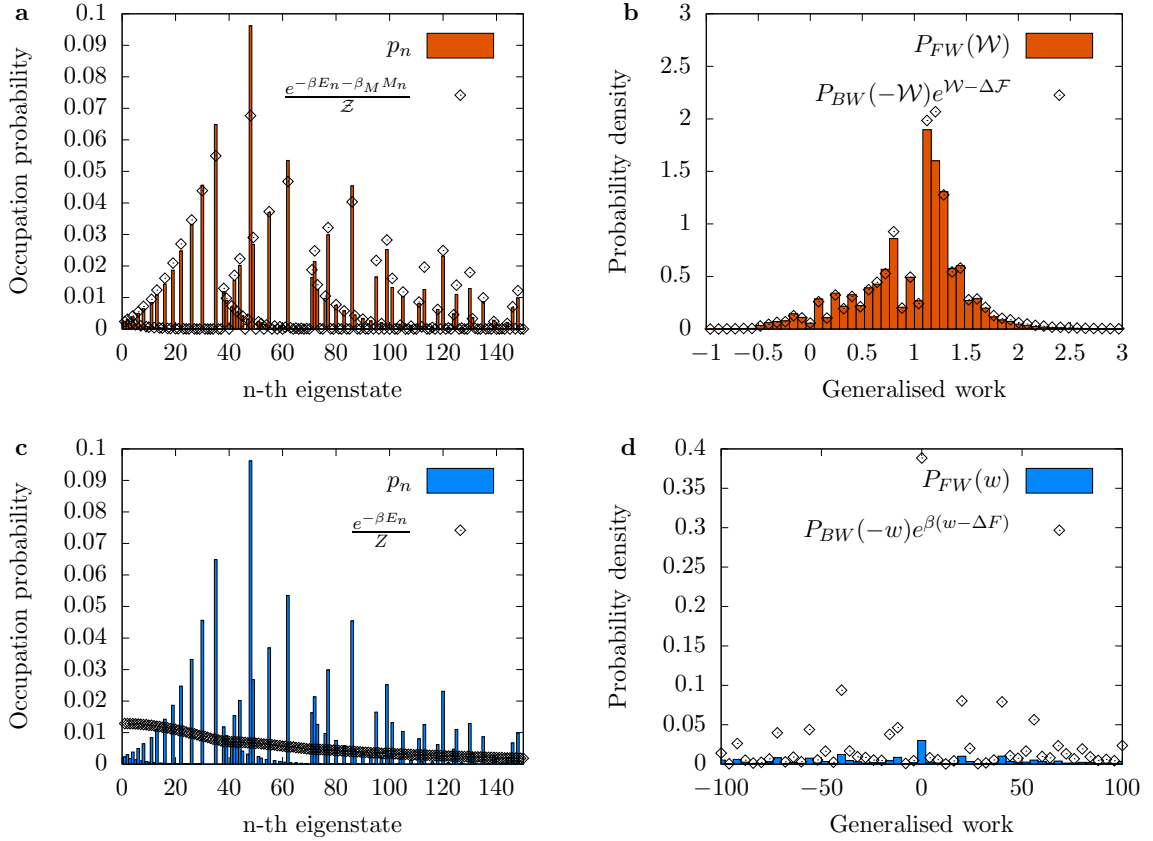 a
Occupation probability
0.1
0.09
0.08
0.07
0.06
0.05
0.04
0.03
0.02
0.01
0
0 20 40 60 80 100 120 140
n-th eigenstate
p_n
\frac{e^{-βE_n-β_M M_n}}{\mathcal{Z}}
b
Probability density
3
2.5
2
1.5
1
0.5
0
−1 −0.5 0 0.5 1 1.5 2 2.5 3
Generalised work
P_{FW}(\mathcal{W})
P_{BW}(-\mathcal{W})e^{\mathcal{W}-Δ\mathcal{F}}
c
Occupation probability
0.1
0.09
0.08
0.07
0.06
0.05
0.04
0.03
0.02
0.01
0
0 20 40 60 80 100 120 140
n-th eigenstate
p_n
\frac{e^{-βE_n}}{Z}
d
Probability density
0.4
0.35
0.3
0.25
0.2
0.15
0.1
0.05
0
−100 −50 0 50 100
Generalised work
P_{FW}(w)
P_{BW}(-w)e^{β(w-ΔF)}